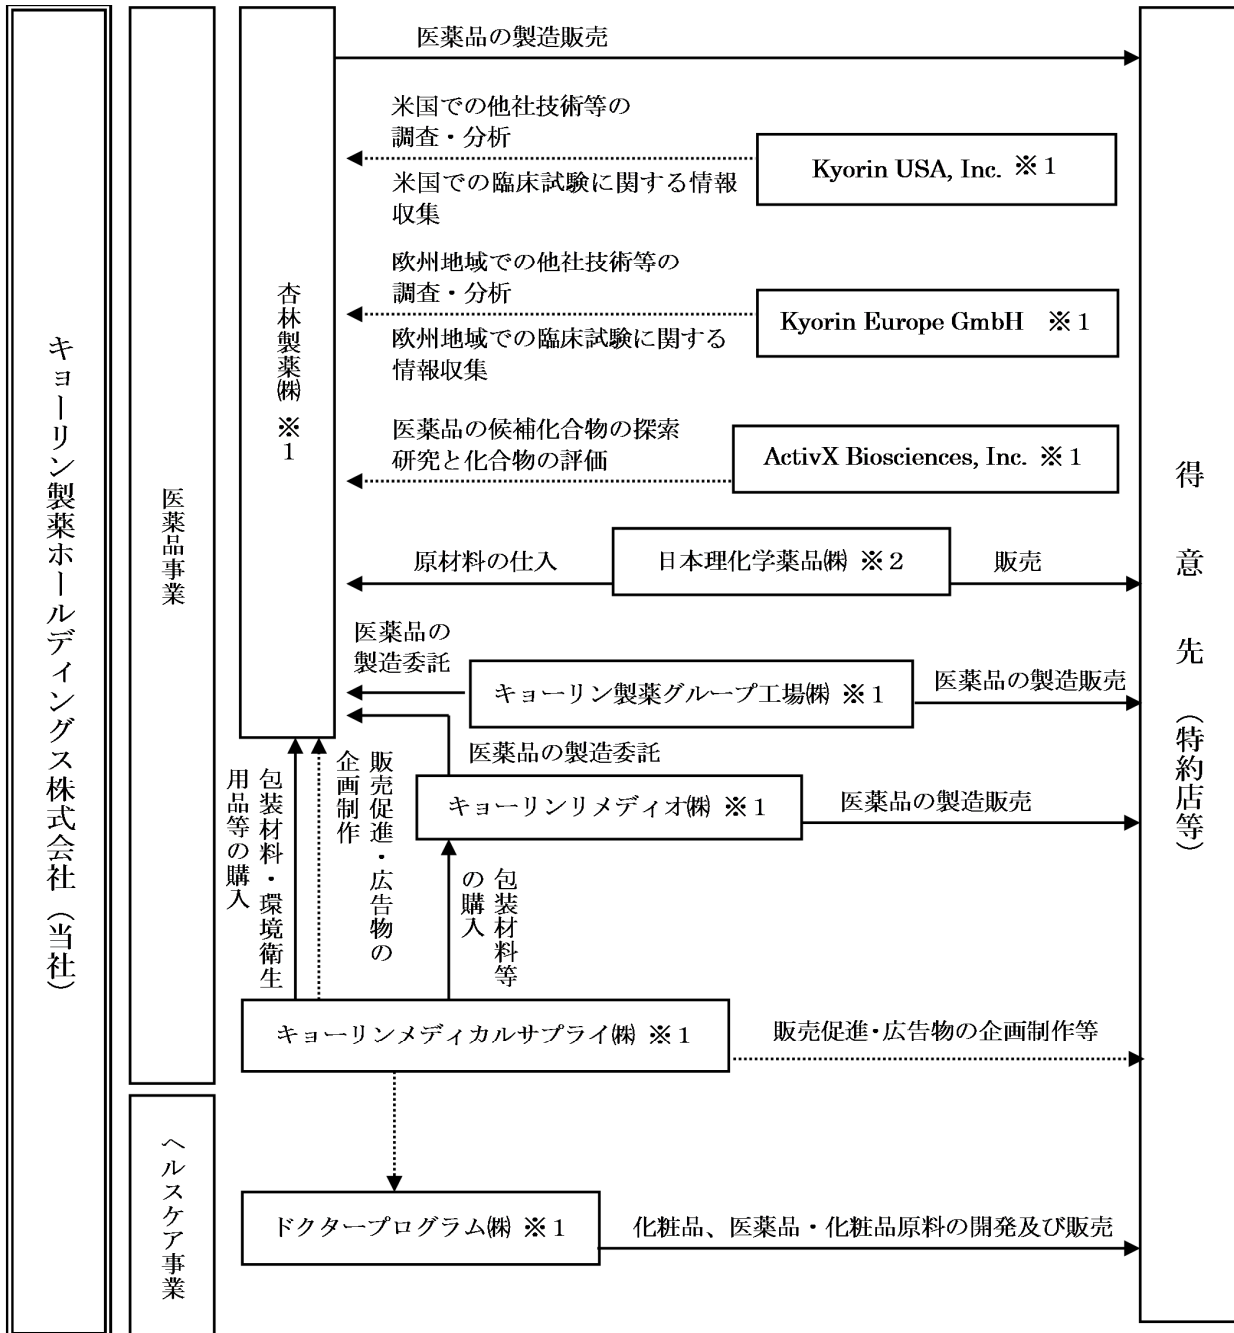 キョーリン製薬ホールディングス株式会社（当社）
医薬品事業
ヘルスケア事業
杏林製薬㈱ ※1
医薬品の製造販売
米国での他社技術等の
調査・分析
米国での臨床試験に関する情報
収集
Kyorin USA, Inc. ※1
欧州地域での他社技術等の
調査・分析
欧州地域での臨床試験に関する
情報収集
Kyorin Europe GmbH ※1
医薬品の候補化合物の探索
研究と化合物の評価
ActivX Biosciences, Inc. ※1
原材料の仕入
日本理化学薬品㈱ ※2
販売
医薬品の
製造委託
キョーリン製薬グループ工場㈱ ※1
医薬品の製造販売
医薬品の製造委託
キョーリンリメディオ㈱ ※1
医薬品の製造販売
包装材料・環境衛生
用品等の購入
販売促進・広告物の
企画制作
包装材料等
の購入
キョーリンメディカルサプライ㈱ ※1
販売促進・広告物の企画制作等
ドクタープログラム㈱ ※1
化粧品、医薬品・化粧品原料の開発及び販売
得意先（特約店等）